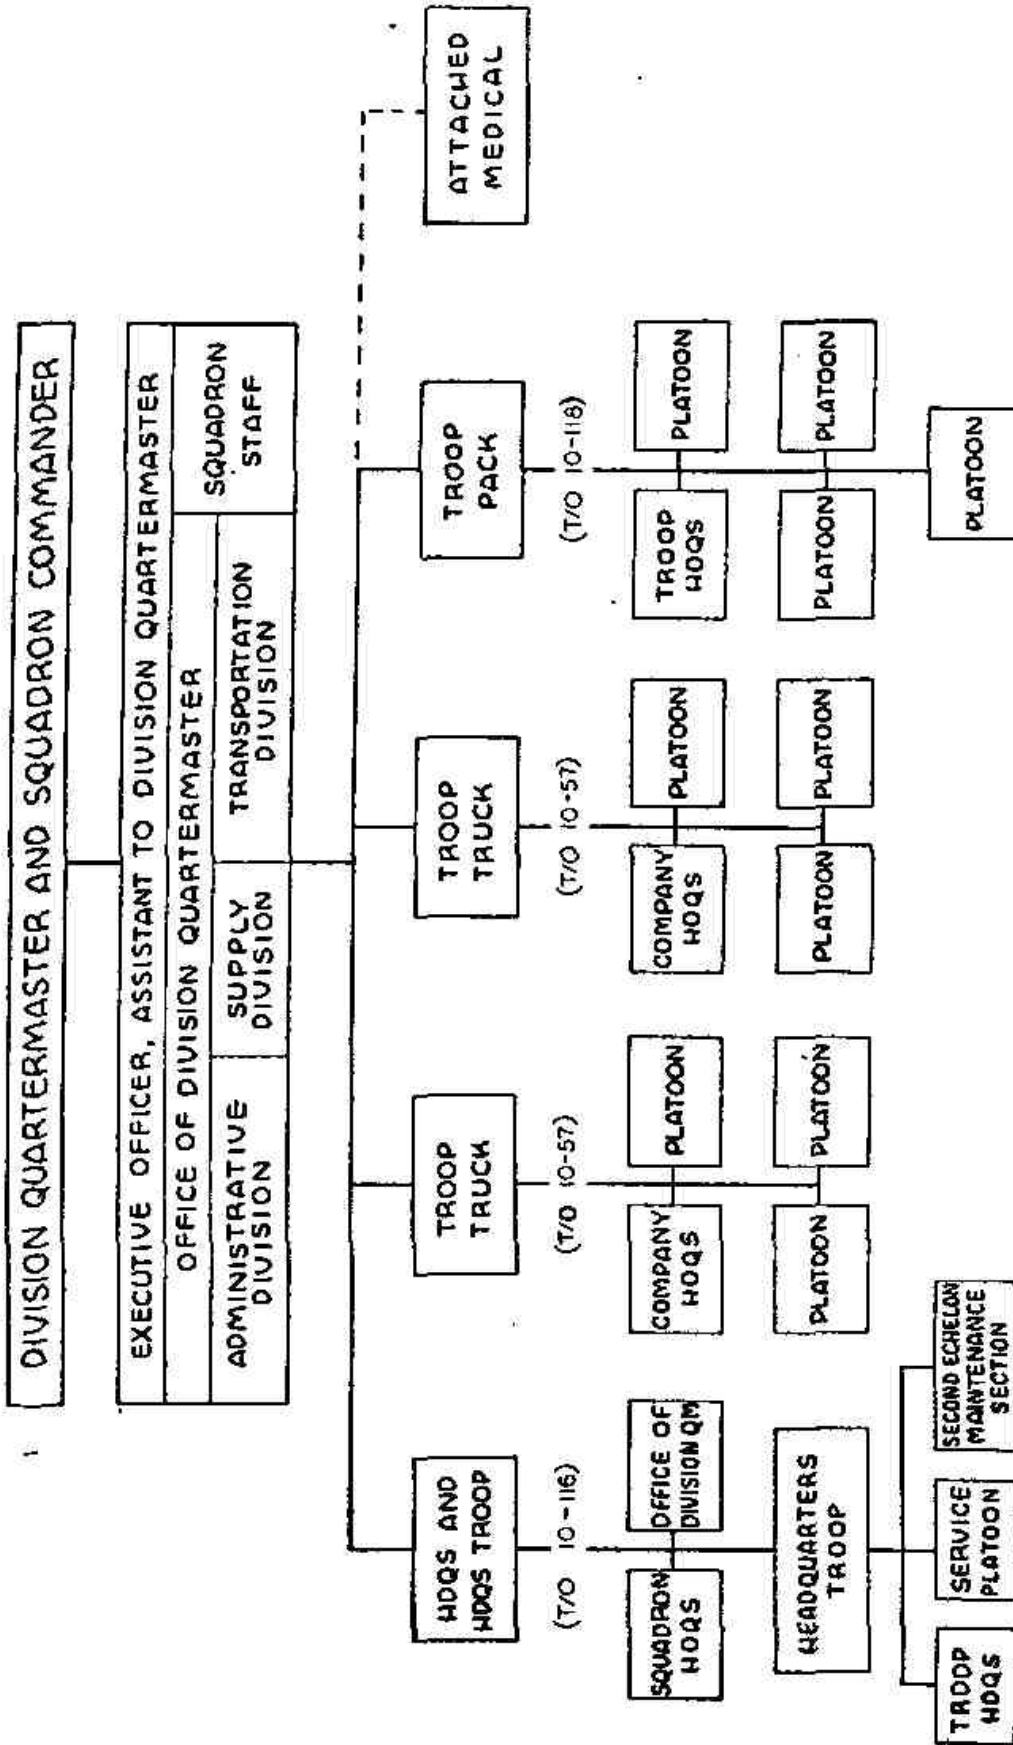 DIVISION QUARTERMASTER AND SQUADRON COMMANDER
EXECUTIVE OFFICER, ASSISTANT TO DIVISION QUARTERMASTER
OFFICE OF DIVISION QUARTERMASTER
ADMINISTRATIVE
DIVISION
SUPPLY
DIVISION
TRANSPORTATION
DIVISION
SQUADRON
STAFF
HDQS AND
HDQS TROOP
TROOP
TRUCK
TROOP
TRUCK
TROOP
PACK
ATTACHED
MEDICAL
(T/O 10-116)
(T/O 10-57)
(T/O 10-57)
(T/O 10-118)
SQUADRON
HDQS
OFFICE OF
DIVISION QM
COMPANY
HDQS
PLATOON
COMPANY
HDQS
PLATOON
TROOP
HDQS
PLATOON
HEADQUARTERS
TROOP
PLATOON
PLATOON
PLATOON
PLATOON
PLATOON
PLATOON
TROOP
HDQS
SERVICE
PLATOON
SECOND ECHELON
MAINTENANCE
SECTION
PLATOON